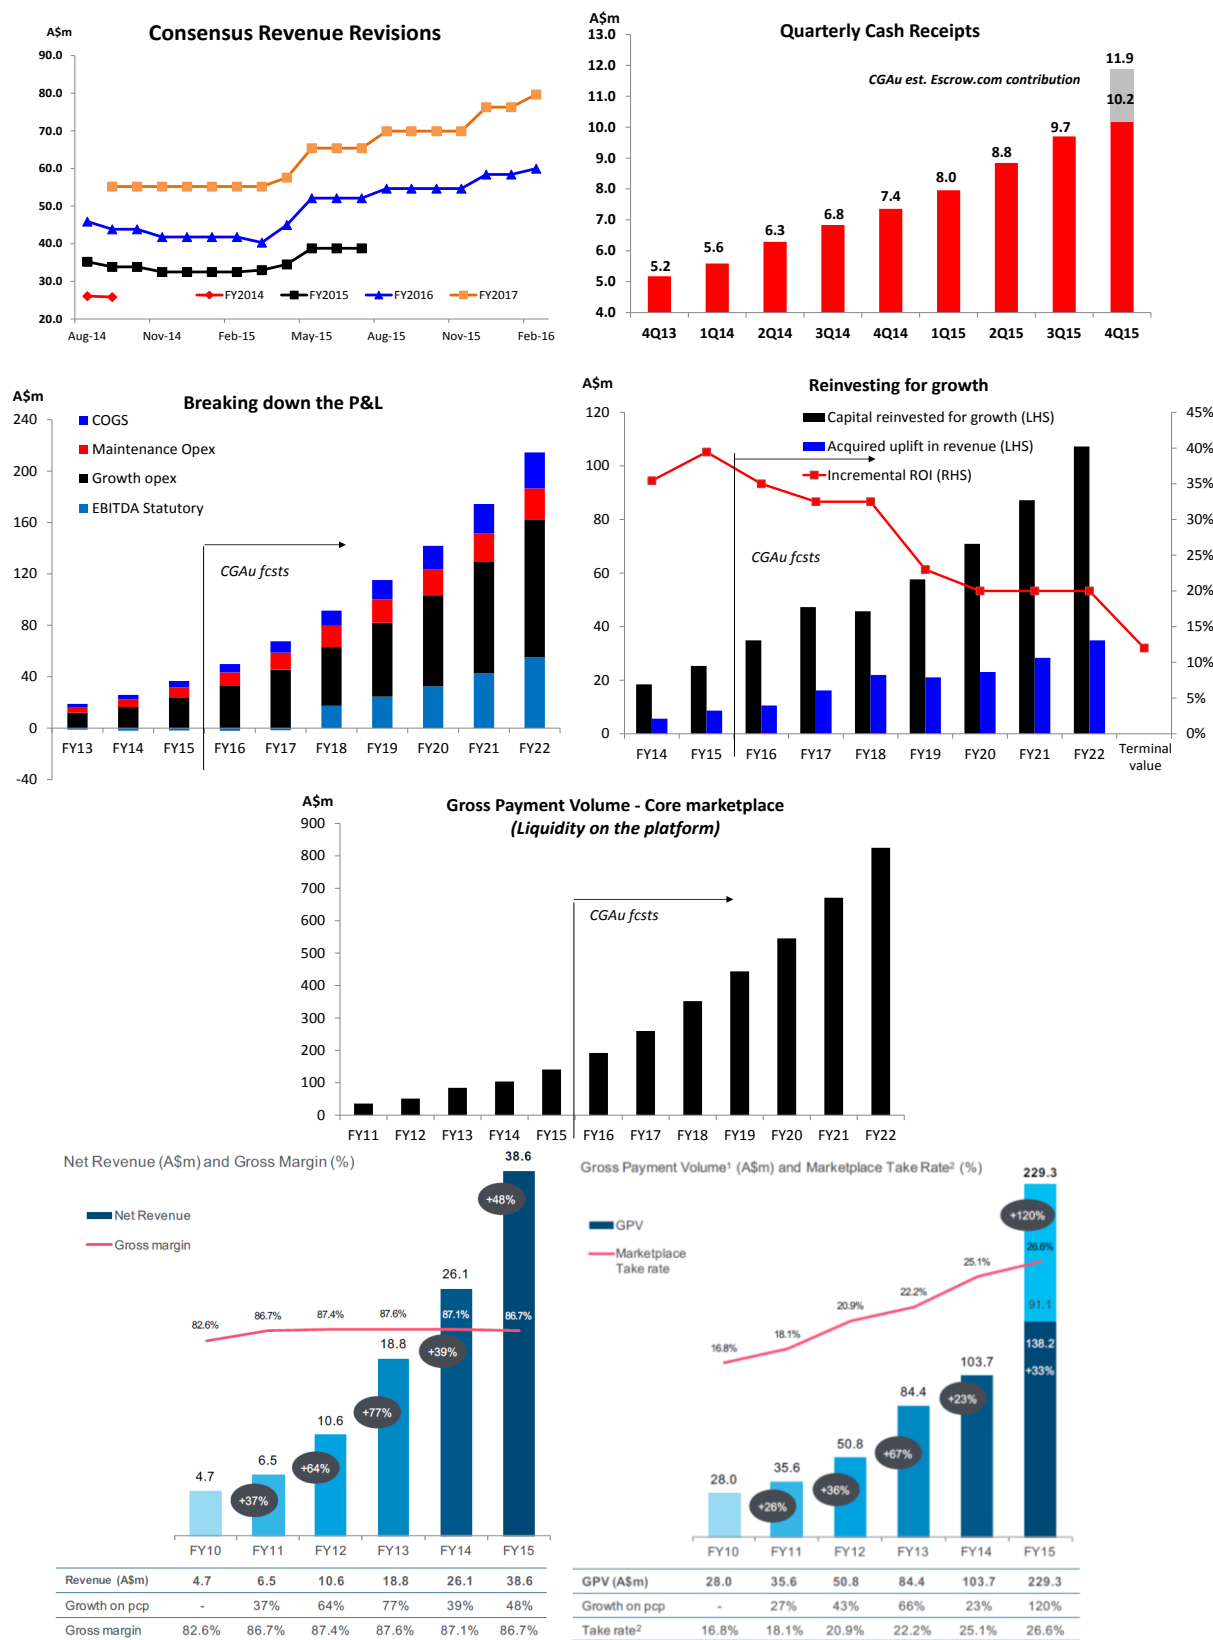 A$m
Consensus Revenue Revisions
90.0
80.0
70.0
60.0
50.0
40.0
30.0
20.0
FY2014 FY2015 FY2016 FY2017
Aug-14 Nov-14 Feb-15 May-15 Aug-15 Nov-15 Feb-16
A$m
Quarterly Cash Receipts
13.0
12.0
11.0
10.0
9.0
8.0
7.0
6.0
5.0
4.0
CGAu est. Escrow.com contribution
5.2 5.6 6.3 6.8 7.4 8.0 8.8 9.7 10.2 11.9
4Q13 1Q14 2Q14 3Q14 4Q14 1Q15 2Q15 3Q15 4Q15
A$m
Breaking down the P&L
240
200
160
120
80
40
0
-40
COGS
Maintenance Opex
Growth opex
EBITDA Statutory
CGAu fcsts
FY13 FY14 FY15 FY16 FY17 FY18 FY19 FY20 FY21 FY22
A$m
Reinvesting for growth
120
100
80
60
40
20
0
45%
40%
35%
30%
25%
20%
15%
10%
5%
0%
Capital reinvested for growth (LHS)
Acquired uplift in revenue (LHS)
Incremental ROI (RHS)
CGAu fcsts
FY14 FY15 FY16 FY17 FY18 FY19 FY20 FY21 FY22 Terminal
value
A$m
Gross Payment Volume - Core marketplace
(Liquidity on the platform)
900
800
700
600
500
400
300
200
100
0
CGAu fcsts
FY11 FY12 FY13 FY14 FY15 FY16 FY17 FY18 FY19 FY20 FY21 FY22
Net Revenue (A$m) and Gross Margin (%)
Net Revenue
Gross margin
82.6% 86.7% 87.4% 87.6% 87.1% 86.7%
4.7 6.5 10.6 18.8 26.1 38.6
+37% +64% +77% +39% +48%
FY10 FY11 FY12 FY13 FY14 FY15
Revenue (A$m) 4.7 6.5 10.6 18.8 26.1 38.6
Growth on pcp - 37% 64% 77% 39% 48%
Gross margin 82.6% 86.7% 87.4% 87.6% 87.1% 86.7%
Gross Payment Volume¹ (A$m) and Marketplace Take Rate² (%)
GPV
Marketplace
Take rate
16.8% 18.1% 20.9% 22.2% 25.1% 26.6%
28.0 35.6 50.8 84.4 103.7 229.3
91.1
138.2
+33%
+26% +36% +67% +23% +120%
FY10 FY11 FY12 FY13 FY14 FY15
GPV (A$m) 28.0 35.6 50.8 84.4 103.7 229.3
Growth on pcp - 27% 43% 66% 23% 120%
Take rate² 16.8% 18.1% 20.9% 22.2% 25.1% 26.6%